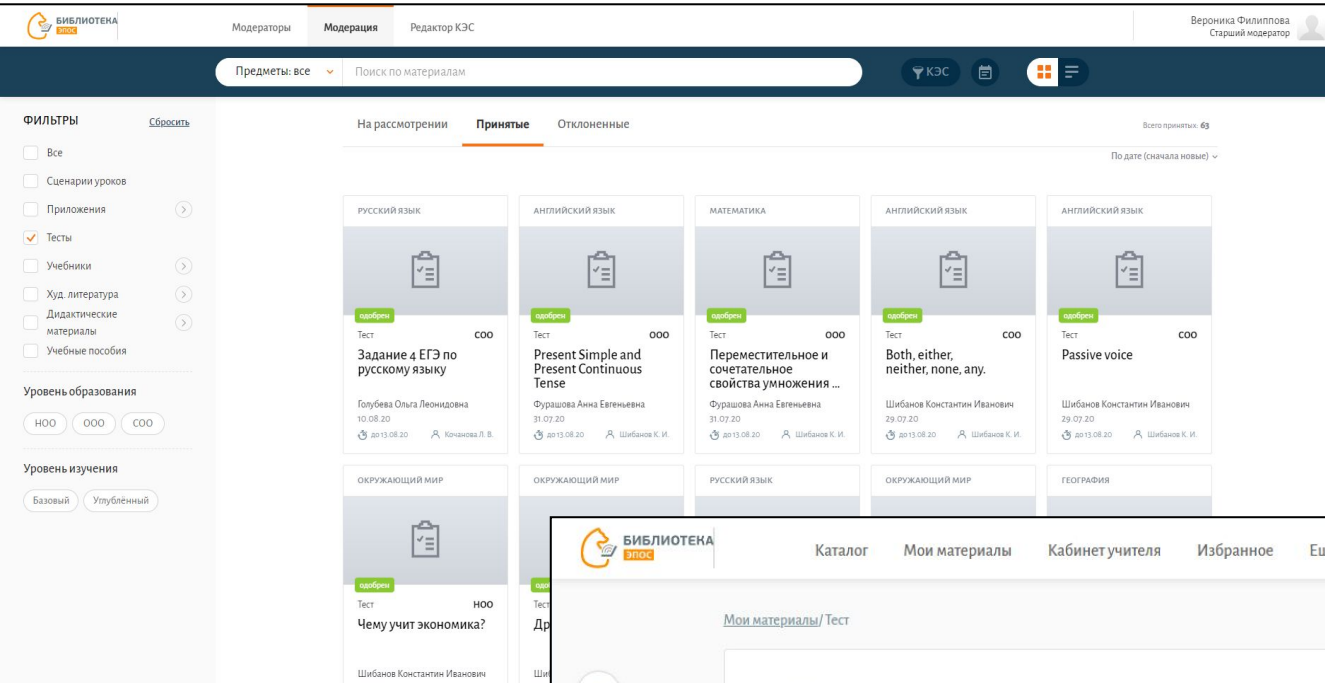 БИБЛИОТЕКА
ЭПОС
Модераторы
Модерация
Редактор КЭС
Вероника Филиппова
Старший модератор
Предметы: все
Поиск по материалам
КЭС
ФИЛЬТРЫ
Сбросить
Все
Сценарии уроков
Приложения
Тесты
Учебники
Худ. литература
Дидактические
материалы
Учебные пособия
Уровень образования
НОО
ООО
СОО
Уровень изучения
Базовый
Углублённый
На рассмотрении
Принятые
Отклоненные
Всего принятых: 63
По дате (сначала новые)
РУССКИЙ ЯЗЫК
одобрен
Тест
СОО
Задание 4 ЕГЭ по
русскому языку
Голубева Ольга Леонидовна
10.08.20
до 13.08.20
Кочанова Л. В.
АНГЛИЙСКИЙ ЯЗЫК
одобрен
Тест
ООО
Present Simple and
Present Continuous
Tense
Фурашова Анна Евгеньевна
31.07.20
до 13.08.20
Шибанов К. И.
МАТЕМАТИКА
одобрен
Тест
ООО
Переместительное и
сочетательное
свойства умножения ...
Фурашова Анна Евгеньевна
31.07.20
до 13.08.20
Шибанов К. И.
АНГЛИЙСКИЙ ЯЗЫК
одобрен
Тест
СОО
Both, either,
neither, none, any.
Шибанов Константин Иванович
29.07.20
до 13.08.20
Шибанов К. И.
АНГЛИЙСКИЙ ЯЗЫК
одобрен
Тест
СОО
Passive voice
Шибанов Константин Иванович
29.07.20
до 13.08.20
Шибанов К. И.
ОКРУЖАЮЩИЙ МИР
одобрен
Тест
НОО
Чему учит экономика?
Шибанов Константин Иванович
ОКРУЖАЮЩИЙ МИР
Тест
РУССКИЙ ЯЗЫК
ОКРУЖАЮЩИЙ МИР
ГЕОГРАФИЯ
БИБЛИОТЕКА
ЭПОС
Каталог
Мои материалы
Кабинет учителя
Избранное
Мои материалы/ Тест